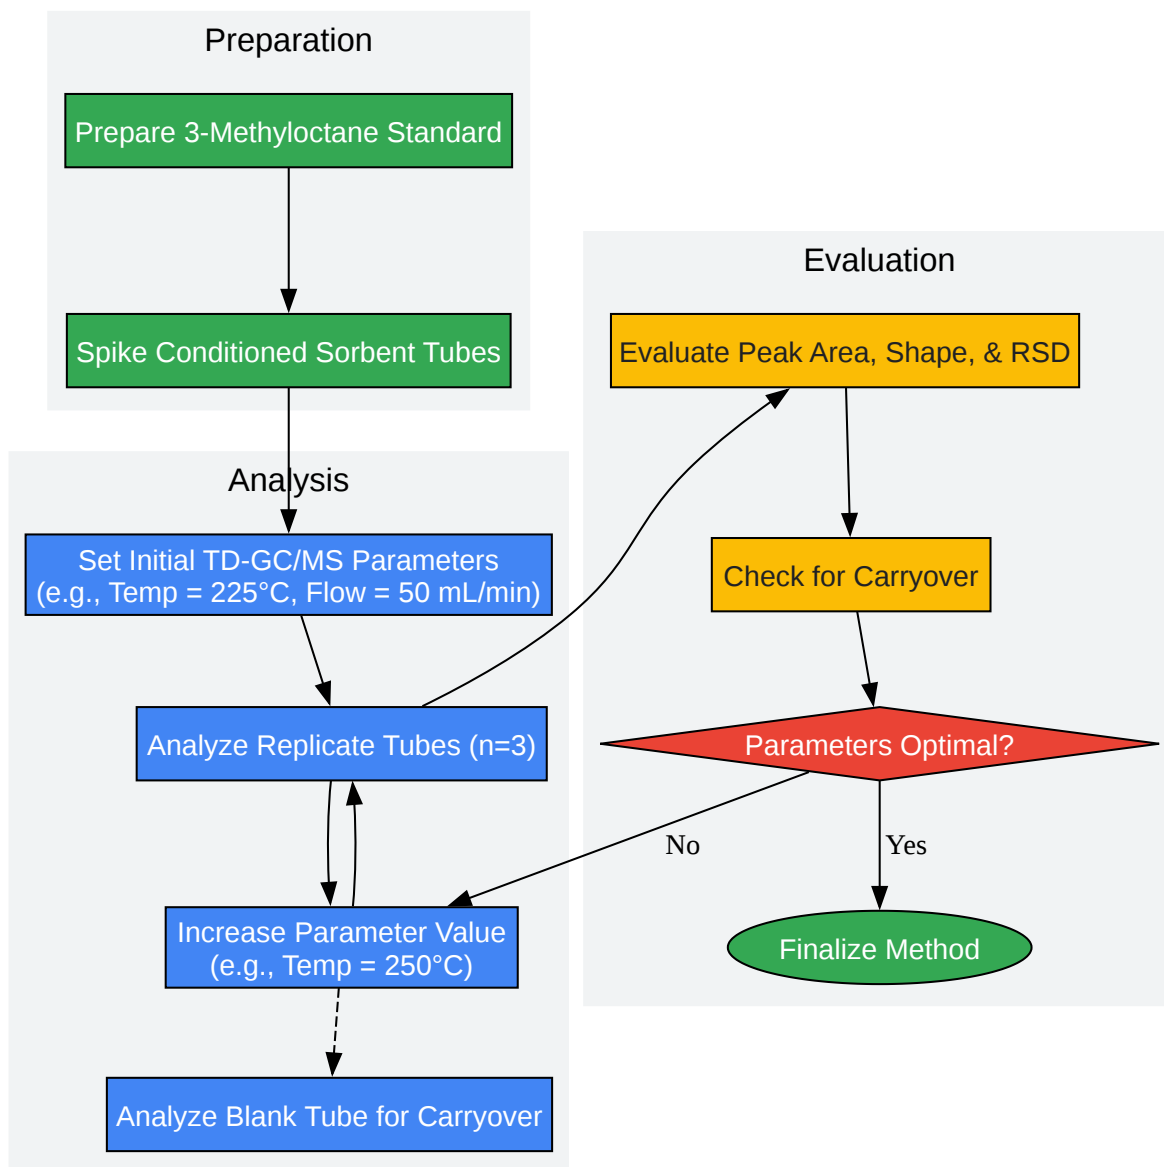 Preparation
Prepare 3-Methyloctane Standard
Spike Conditioned Sorbent Tubes
Analysis
Set Initial TD-GC/MS Parameters
(e.g., Temp = 225°C, Flow = 50 mL/min)
Analyze Replicate Tubes (n=3)
Increase Parameter Value
(e.g., Temp = 250°C)
Analyze Blank Tube for Carryover
Evaluation
Evaluate Peak Area, Shape, & RSD
Check for Carryover
Parameters Optimal?
No
Yes
Finalize Method